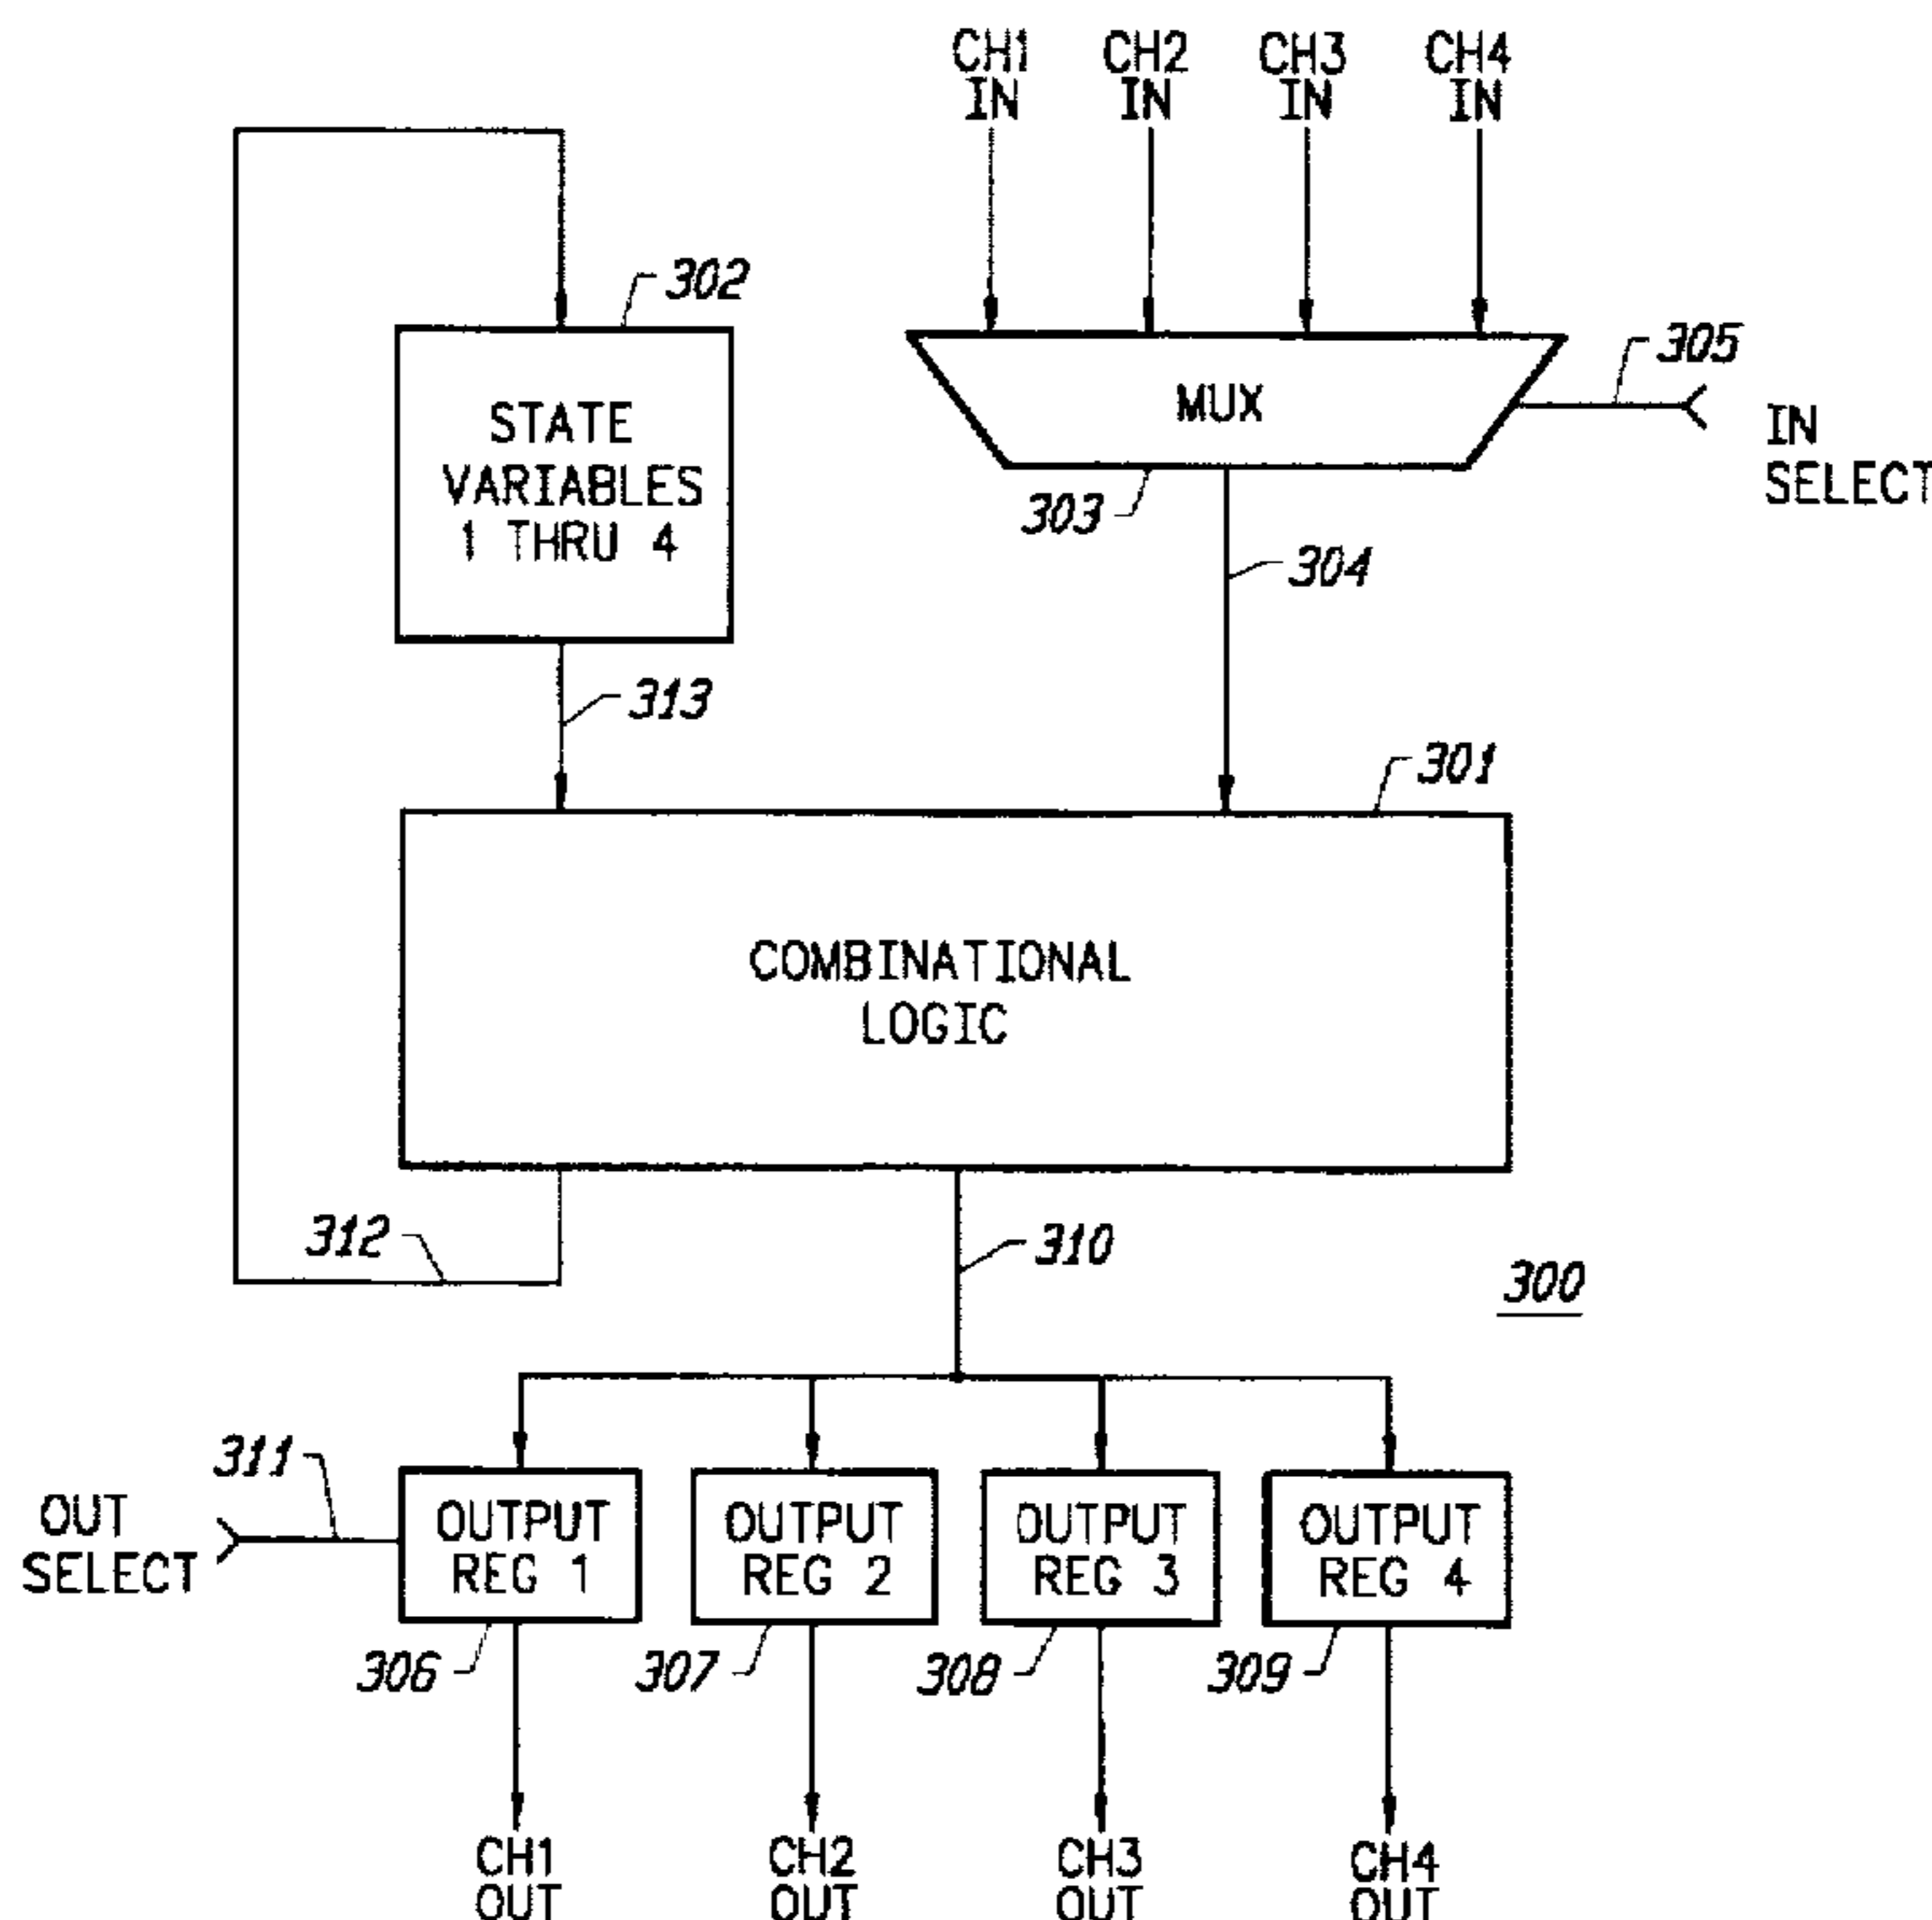 CH1 CH2 CH3 CH4
IN IN IN IN
302
305
STATE
VARIABLES
1 THRU 4
MUX
IN
SELECT
303
304
313
301
COMBINATIONAL
LOGIC
312
310
300
311
OUT
SELECT
OUTPUT
REG 1
OUTPUT
REG 2
OUTPUT
REG 3
OUTPUT
REG 4
306
307
308
309
CH1
OUT
CH2
OUT
CH3
OUT
CH4
OUT